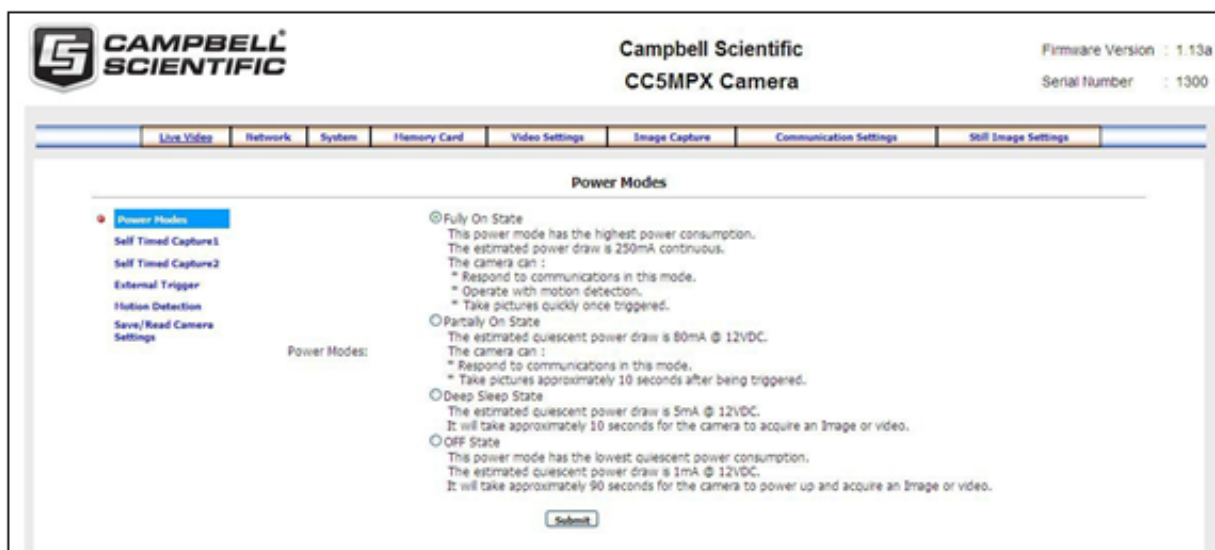 CAMPBELL SCIENTIFIC
Campbell Scientific
CC5MPX Camera
Firmware Version : 1.13a
Serial Number : 1300
Live Video Network System Memory Card Video Settings Image Capture Communication Settings Still Image Settings
Power Modes
Power Modes
Self Timed Capture1
Self Timed Capture2
External Trigger
Motion Detection
Save/Read Camera
Settings
Power Modes:
Fully On State
This power mode has the highest power consumption.
The estimated power draw is 250mA continuous.
The camera can :
* Respond to communications in this mode.
* Operate with motion detection.
* Take pictures quickly once triggered.
Partially On State
The estimated quiescent power draw is 80mA @ 12VDC.
The camera can :
* Respond to communications in this mode.
* Take pictures approximately 10 seconds after being triggered.
Deep Sleep State
The estimated quiescent power draw is 5mA @ 12VDC.
It will take approximately 10 seconds for the camera to acquire an Image or video.
OFF State
This power mode has the lowest quiescent power consumption.
The estimated quiescent power draw is 1mA @ 12VDC.
It will take approximately 90 seconds for the camera to power up and acquire an Image or video.
Submit